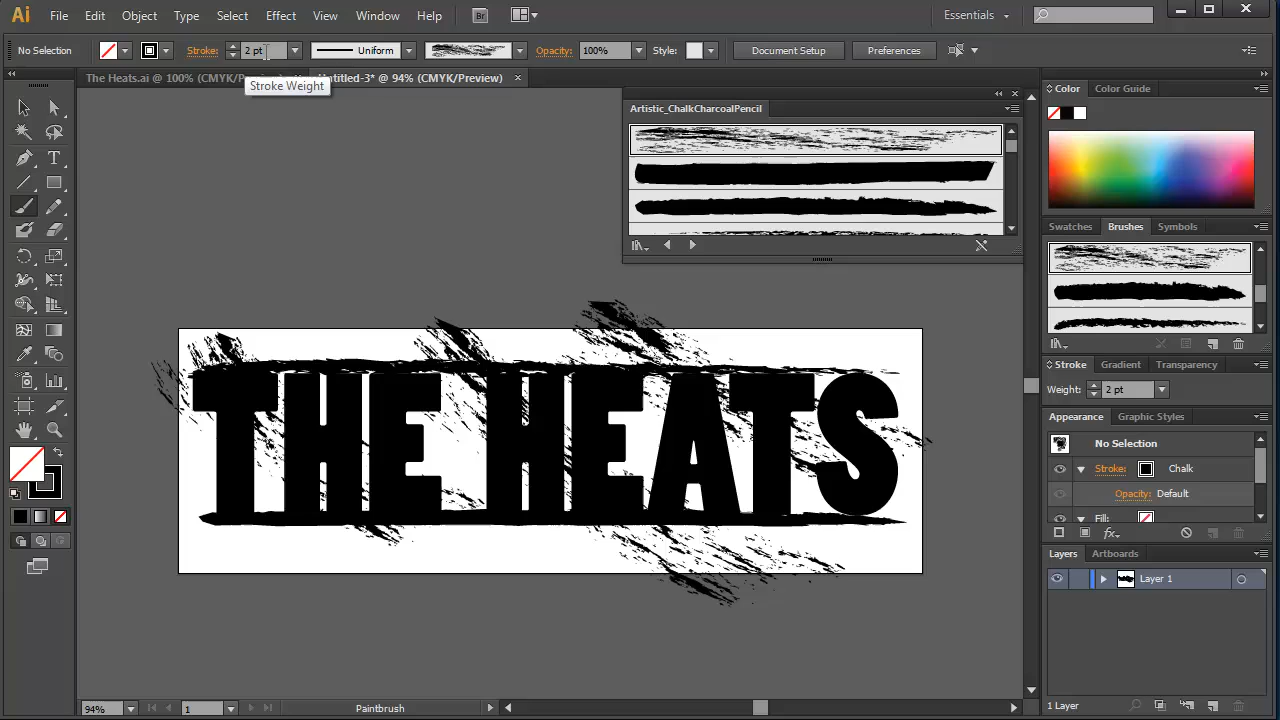 Ai File Edit Object Type Select Effect View Window Help Br Essentials
No Selection Stroke: 2 pt Uniform Opacity: 100% Style: Document Setup Preferences
The Heats.ai @ 100% (CMYK/P Untitled-3* @ 94% (CMYK/Preview)
Stroke Weight
Artistic_ChalkCharcoalPencil
THE HEATS
Color Color Guide
Swatches Brushes Symbols
Stroke Gradient Transparency
Weight: 2 pt
Appearance Graphic Styles
No Selection
Stroke: Chalk
Opacity: Default
Fill:
Layers Artboards
Layer 1
1 Layer
94% 1 Paintbrush